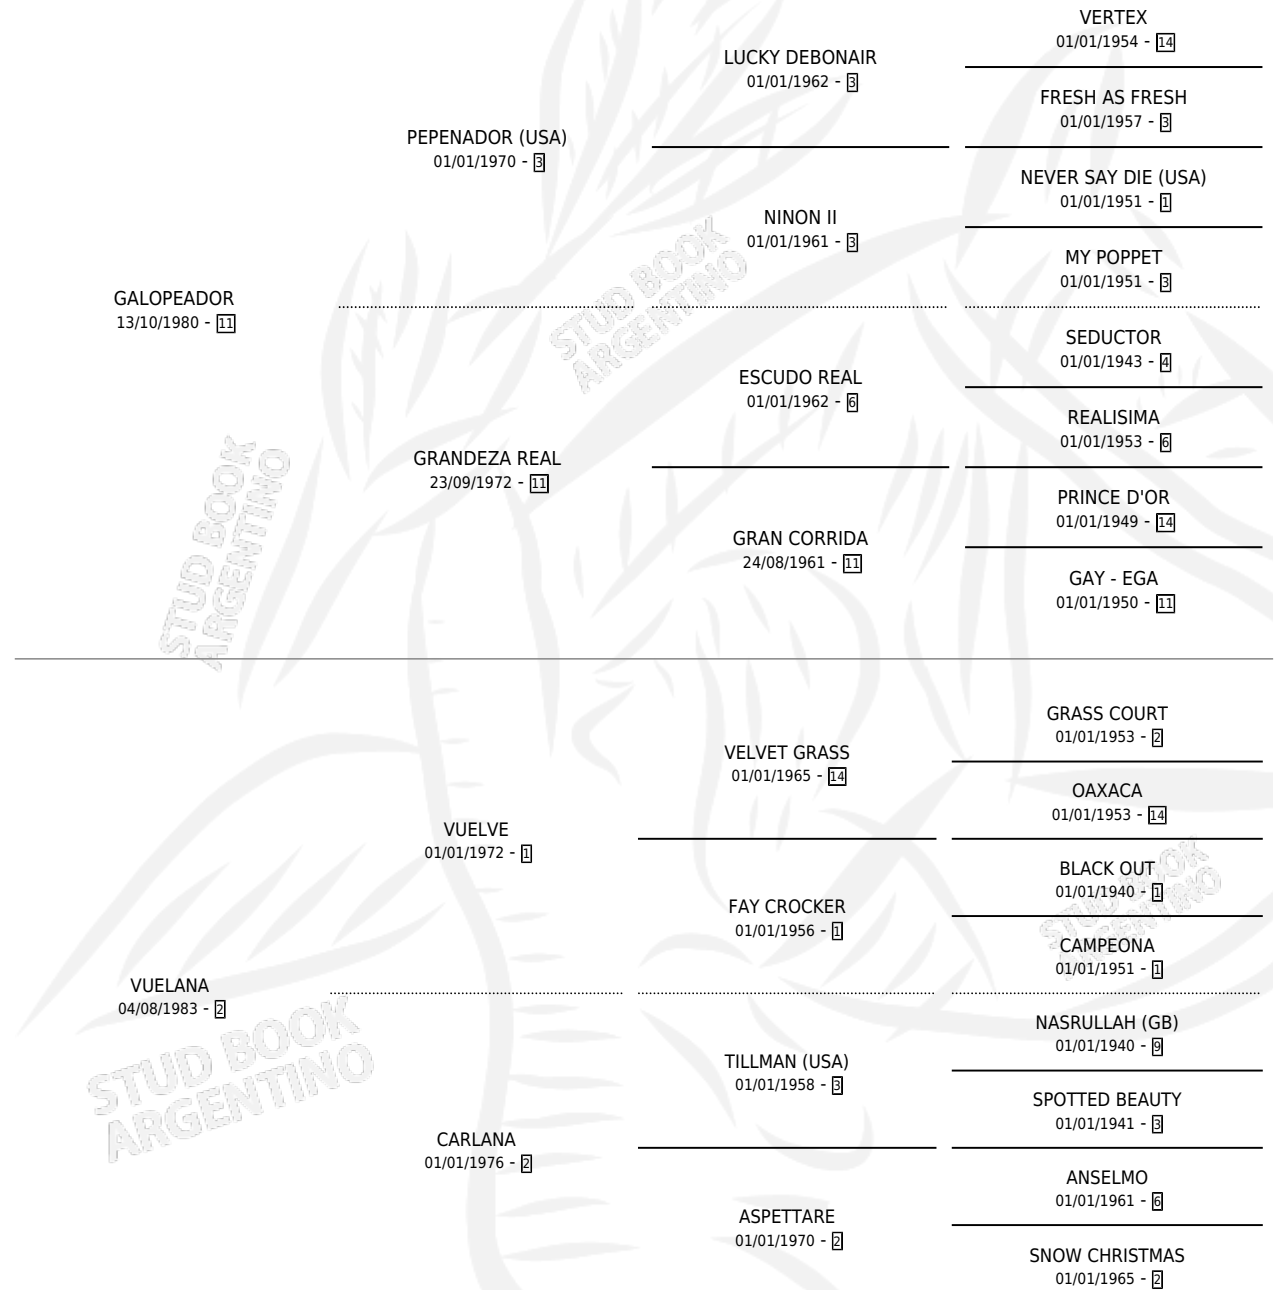 VERTEX
01/01/1954 - 14
LUCKY DEBONAIR
01/01/1962 - 3
FRESH AS FRESH
01/01/1957 - 3
PEPENADOR (USA)
01/01/1970 - 3
NEVER SAY DIE (USA)
01/01/1951 - 1
NINON II
01/01/1961 - 3
MY POPPET
01/01/1951 - 3
GALOPEADOR
13/10/1980 - 11
SEDUCTOR
01/01/1943 - 4
ESCUDO REAL
01/01/1962 - 6
REALISIMA
01/01/1953 - 6
GRANDEZA REAL
23/09/1972 - 11
PRINCE D'OR
01/01/1949 - 14
GRAN CORRIDA
24/08/1961 - 11
GAY - EGA
01/01/1950 - 11
GRASS COURT
01/01/1953 - 2
VELVET GRASS
01/01/1965 - 14
OAXACA
01/01/1953 - 14
VUELVE
01/01/1972 - 1
BLACK OUT
01/01/1940 - 1
FAY CROCKER
01/01/1956 - 1
CAMPEONA
01/01/1951 - 1
VUELANA
04/08/1983 - 2
NASRULLAH (GB)
01/01/1940 - 9
TILLMAN (USA)
01/01/1958 - 3
SPOTTED BEAUTY
01/01/1941 - 3
CARLANA
01/01/1976 - 2
ANSELMO
01/01/1961 - 6
ASPETTARE
01/01/1970 - 2
SNOW CHRISTMAS
01/01/1965 - 2
STUD BOOK
ARGENTINO
STUD BOOK
ARGENTINO
STUD BOOK
ARGENTINO
STUD BOOK
ARGENTINO